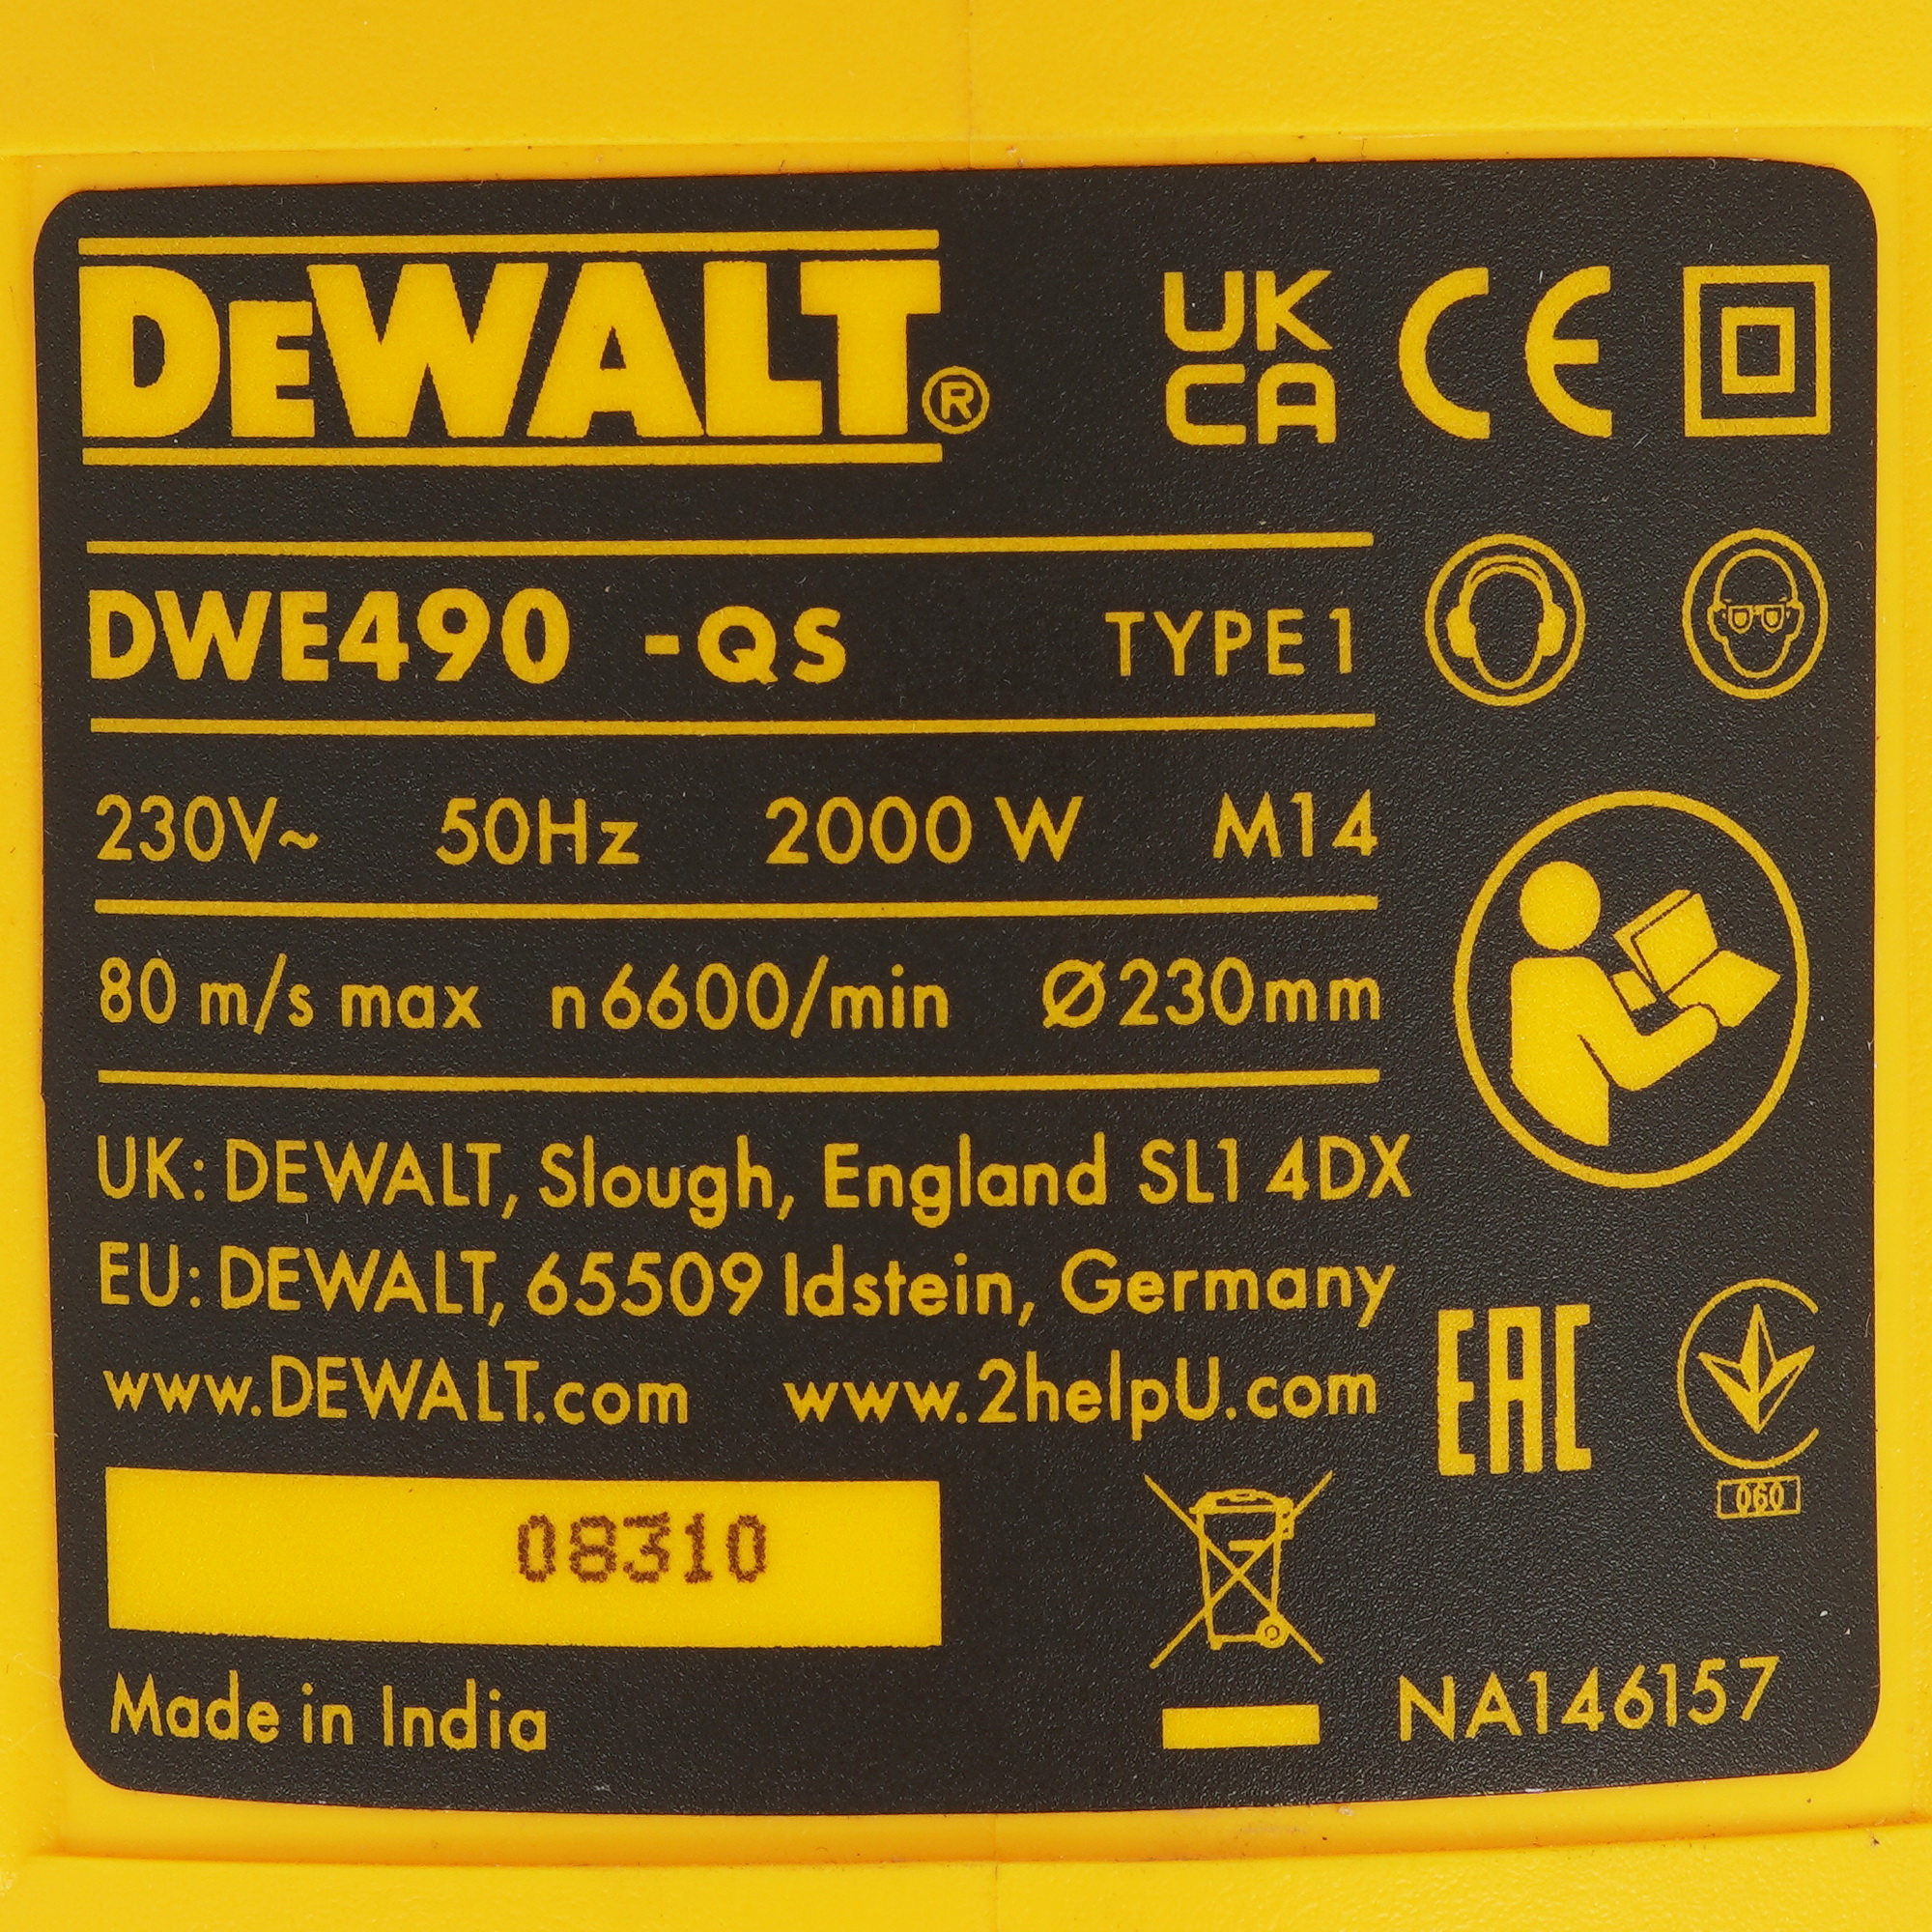 DEWALT®
UK
CA
CE
DWE490 -QS TYPE 1
230V~ 50Hz 2000 W M14
80 m/s max n6600/min Ø230mm
UK: DEWALT, Slough, England SL1 4DX
EU: DEWALT, 65509 Idstein, Germany
www.DEWALT.com www.2helpU.com
EAC
060
08310
Made in India
NA146157